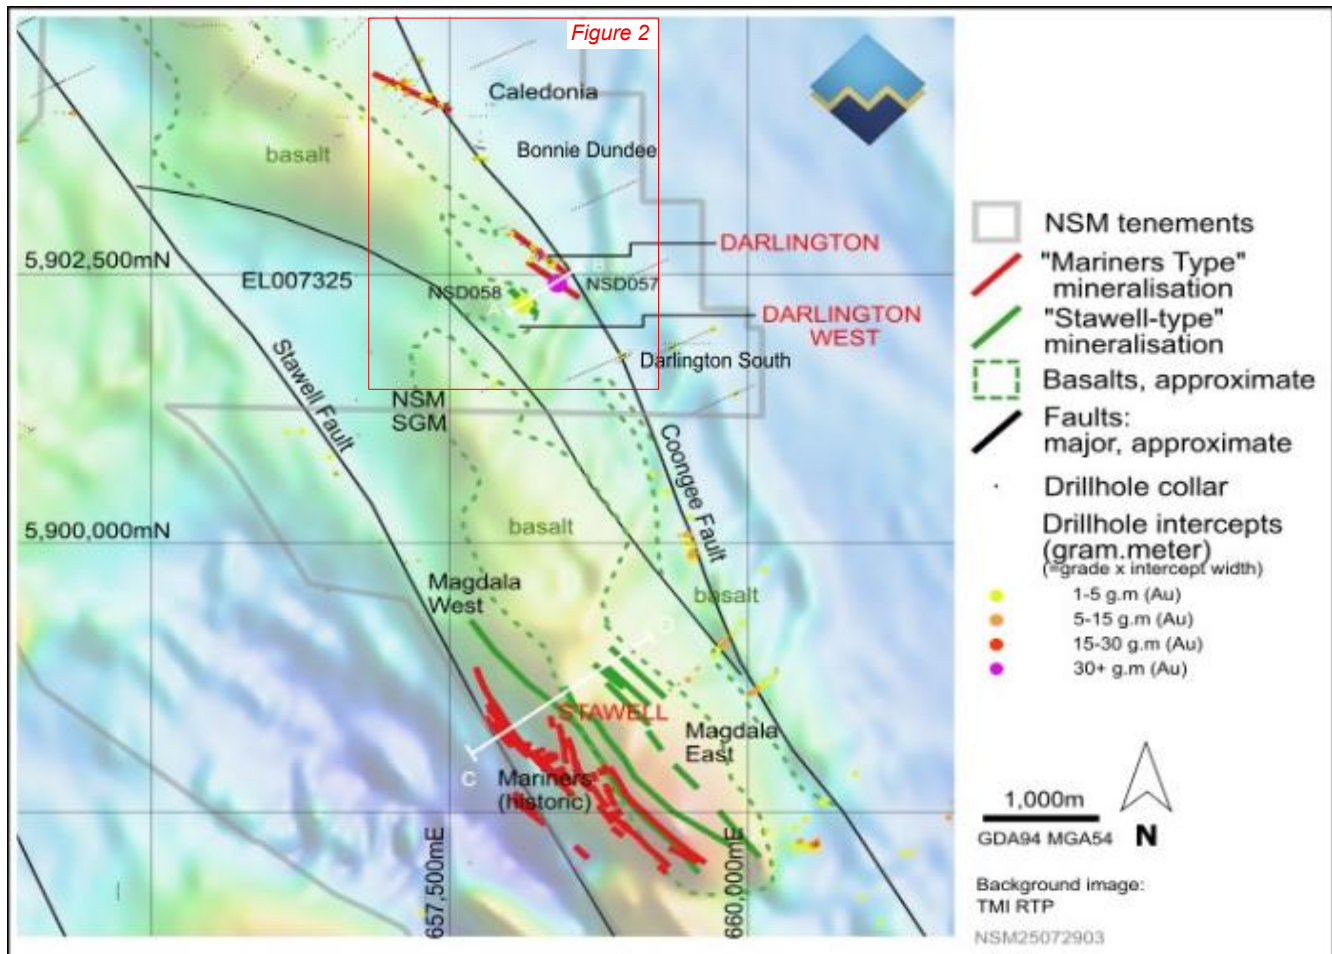 Figure 2
Caledonia
Bonnie Dundee
basalt
DARLINGTON
5,902,500mN
EL007325
NSD058
NSD057
DARLINGTON
WEST
Darlington South
Stawell Fault
NSM
SGM
Coongee Fault
basalt
5,900,000mN
Magdala
West
basalt
STAWELL
Magdala
East
C
Mariners
(historic)
657,500mE
660,000mE
NSM tenements
"Mariners Type"
mineralisation
"Stawell-type"
mineralisation
Basalts, approximate
Faults:
major, approximate
Drillhole collar
Drillhole intercepts
(gram.meter)
(=grade x intercept width)
1-5 g.m (Au)
5-15 g.m (Au)
15-30 g.m (Au)
30+ g.m (Au)
1,000m
GDA94 MGA54
N
Background image:
TMI RTP
NSM25072903